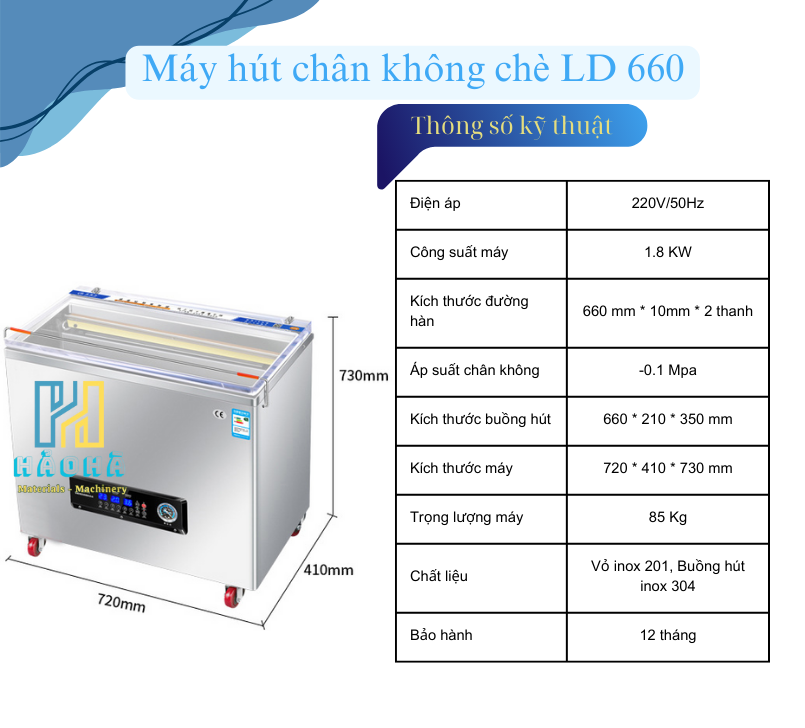 Máy hút chân không chè LD 660
Thông số kỹ thuật
Điện áp
220V/50Hz
Công suất máy
1.8 KW
Kích thước đường
hàn
660 mm * 10mm * 2 thanh
Áp suất chân không
-0.1 Mpa
Kích thước buồng hút
660 * 210 * 350 mm
Kích thước máy
720 * 410 * 730 mm
Trọng lượng máy
85 Kg
Chất liệu
Vỏ inox 201, Buồng hút
inox 304
Bảo hành
12 tháng
730mm
410mm
720mm
CE
HÀOHÀ
Materials - Machinery